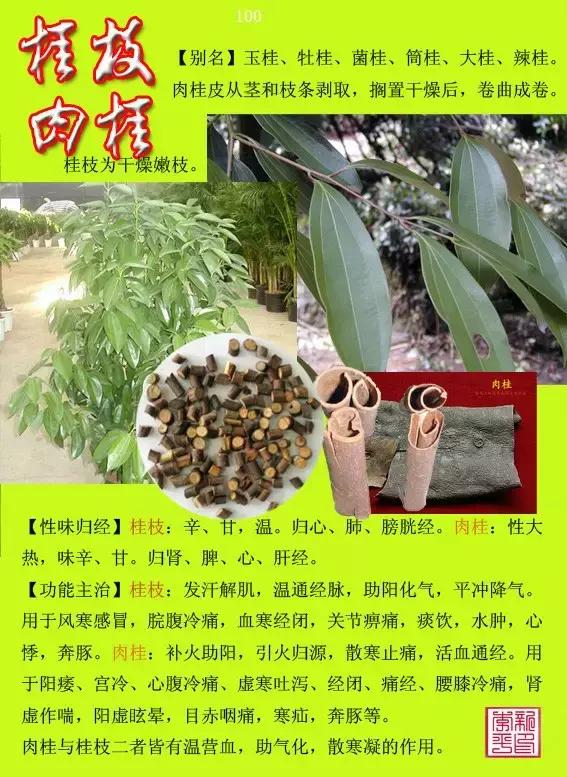 100
桂枝
肉桂
【别名】玉桂、牡桂、菌桂、筒桂、大桂、辣桂。
肉桂皮从茎和枝条剥取，搁置干燥后，卷曲成卷。
桂枝为干燥嫩枝。
肉桂
【性味归经】桂枝：辛、甘，温。归心、肺、膀胱经。肉桂：性大
热，味辛、甘。归肾、脾、心、肝经。
【功能主治】桂枝：发汗解肌，温通经脉，助阳化气，平冲降气。
用于风寒感冒，脘腹冷痛，血寒经闭，关节痹痛，痰饮，水肿，心
悸，奔豚。肉桂：补火助阳，引火归源，散寒止痛，活血通经。用
于阳痿、宫冷、心腹冷痛、虚寒吐泻、经闭、痛经、腰膝冷痛，肾
虚作喘，阳虚眩晕，目赤咽痛，寒疝，奔豚等。
肉桂与桂枝二者皆有温营血，助气化，散寒凝的作用。